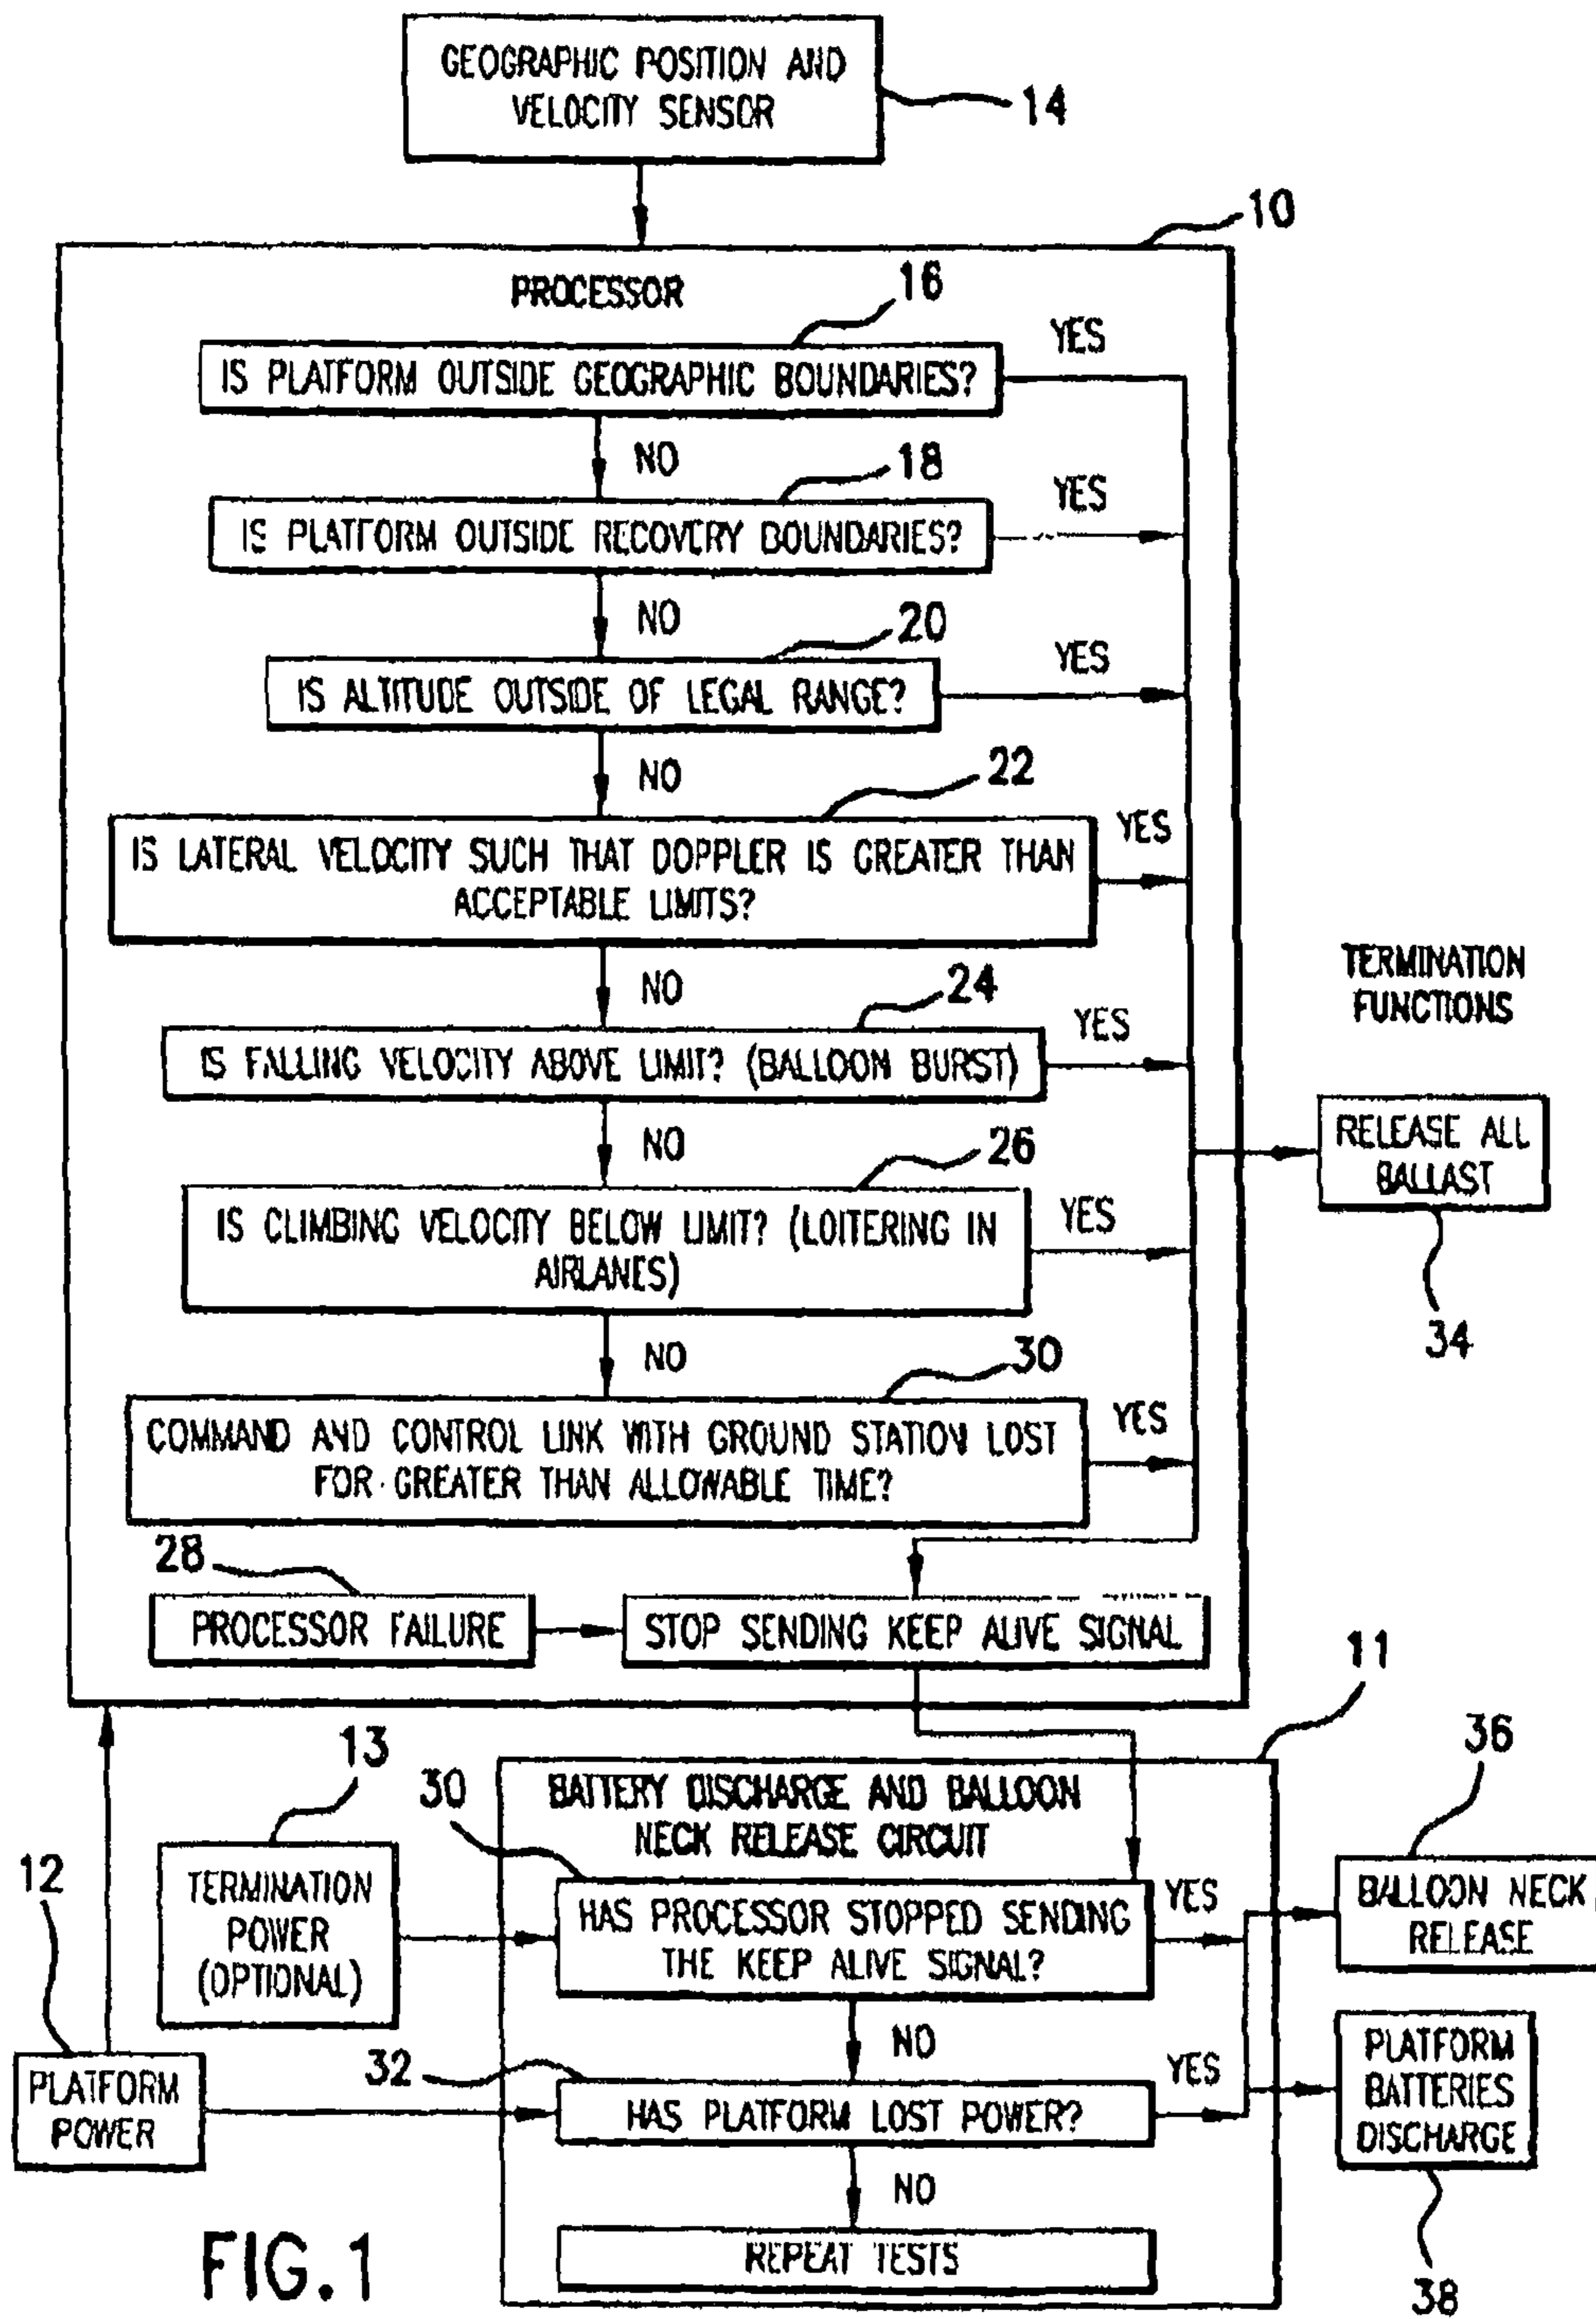 GEOGRAPHIC POSITION AND
VELOCITY SENSOR
14
10
PROCESSOR
16
IS PLATFORM OUTSIDE GEOGRAPHIC BOUNDARIES?
YES
NO
18
IS PLATFORM OUTSIDE RECOVERY BOUNDARIES?
YES
NO
20
IS ALTITUDE OUTSIDE OF LEGAL RANGE?
YES
NO
22
IS LATERAL VELOCITY SUCH THAT DOPPLER IS GREATER THAN
ACCEPTABLE LIMITS?
YES
NO
24
IS FALLING VELOCITY ABOVE LIMIT? (BALLOON BURST)
YES
NO
26
IS CLIMBING VELOCITY BELOW LIMIT? (LOITERING IN
AIRLANES)
YES
NO
30
COMMAND AND CONTROL LINK WITH GROUND STATION LOST
FOR GREATER THAN ALLOWABLE TIME?
YES
28
PROCESSOR FAILURE
STOP SENDING KEEP ALIVE SIGNAL
TERMINATION
FUNCTIONS
RELEASE ALL
BALLAST
34
11
BATTERY DISCHARGE AND BALLOON
NECK RELEASE CIRCUIT
13
TERMINATION
POWER
(OPTIONAL)
30
HAS PROCESSOR STOPPED SENDING
THE KEEP ALIVE SIGNAL?
YES
NO
36
BALLOON NECK
RELEASE
12
PLATFORM
POWER
32
HAS PLATFORM LOST POWER?
YES
NO
PLATFORM
BATTERIES
DISCHARGE
38
REPEAT TESTS
FIG.1